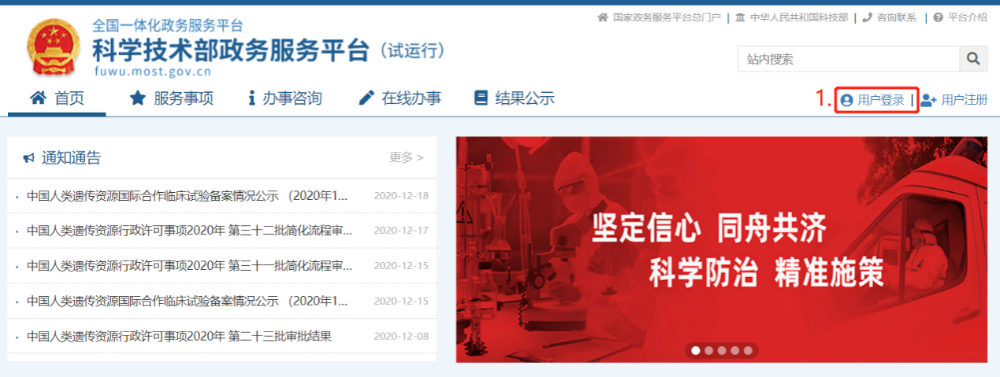 国家政务服务平台总门户 | 中华人民共和国科技部 | 咨询联系 | 平台介绍
全国一体化政务服务平台
科学技术部政务服务平台（试运行）
fuwu.most.gov.cn
站内搜索
首页 服务事项 办事咨询 在线办事 结果公示
1. 用户登录 | 用户注册
通知通告 更多 >
· 中国人类遗传资源国际合作临床试验备案情况公示 （2020年1... 2020-12-18
· 中国人类遗传资源行政许可事项2020年 第三十二批简化流程审... 2020-12-17
· 中国人类遗传资源行政许可事项2020年 第三十一批简化流程审... 2020-12-15
· 中国人类遗传资源国际合作临床试验备案情况公示 （2020年1... 2020-12-15
· 中国人类遗传资源行政许可事项2020年 第二十三批审批结果 2020-12-08
坚定信心 同舟共济
科学防治 精准施策